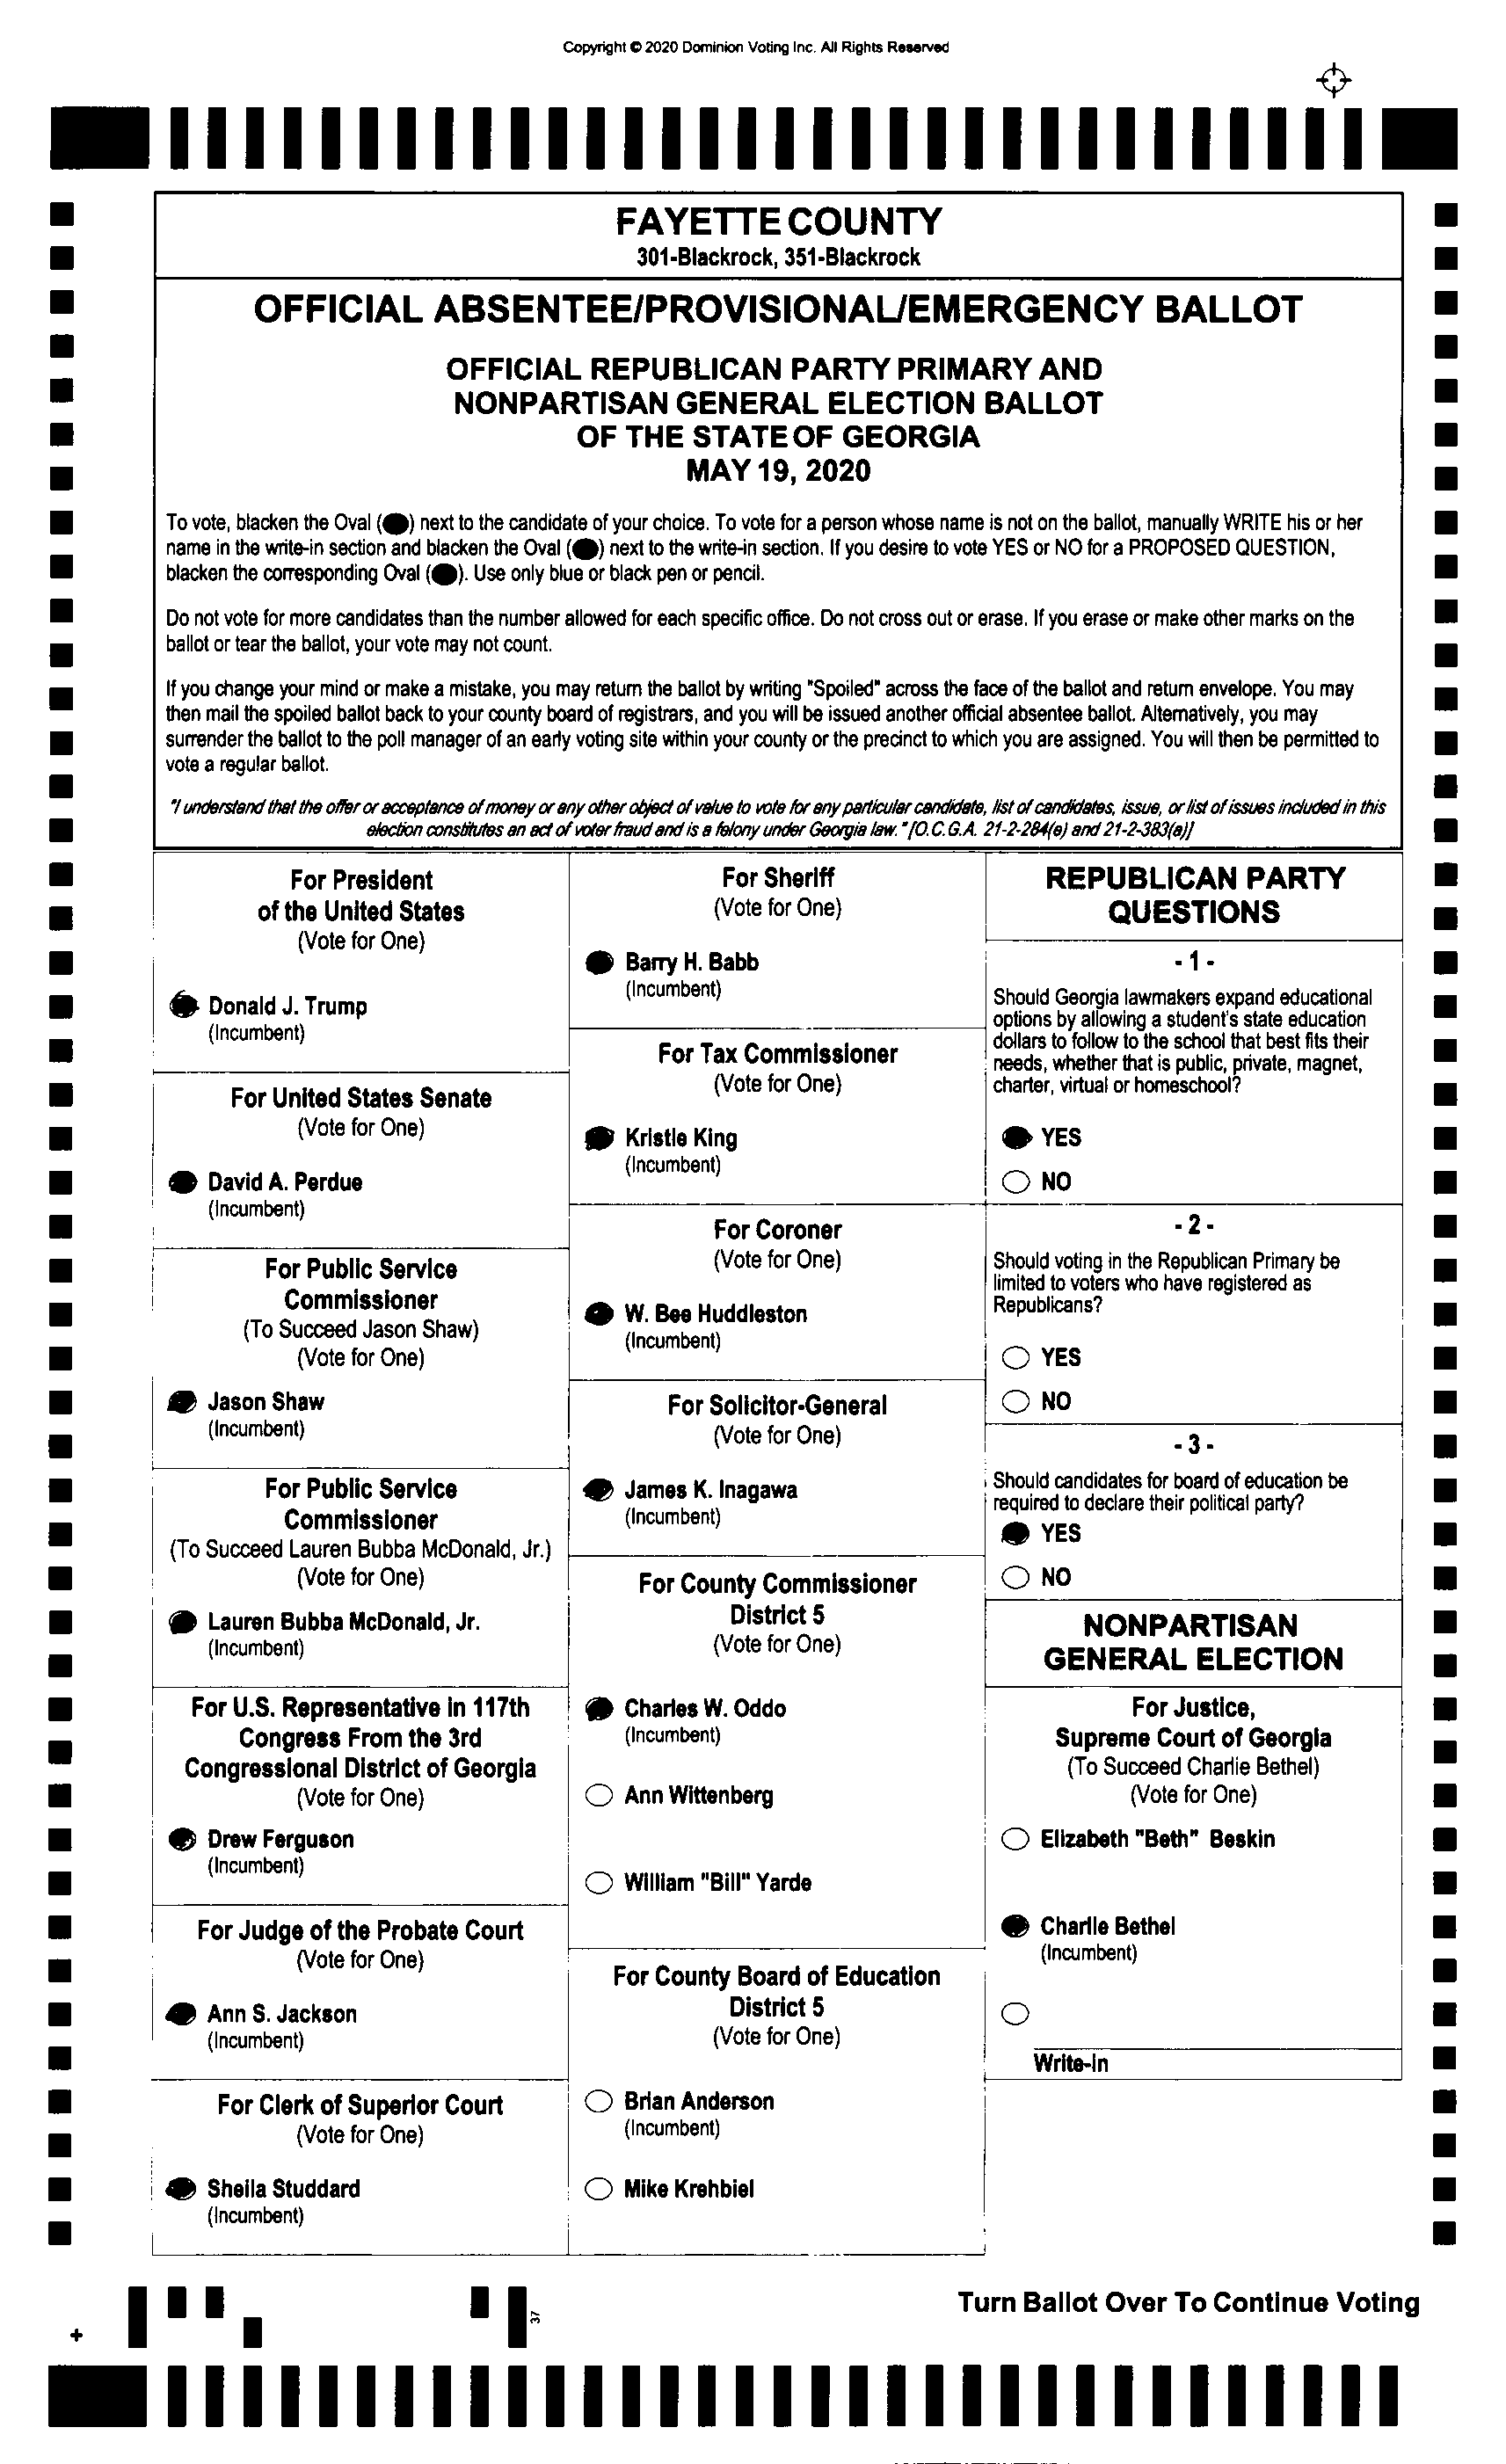 Copyright © 2020 Dominion Voting Inc. All Rights Reserved
FAYETTE COUNTY
301-Blackrock, 351-Blackrock
OFFICIAL ABSENTEE/PROVISIONAL/EMERGENCY BALLOT
OFFICIAL REPUBLICAN PARTY PRIMARY AND
NONPARTISAN GENERAL ELECTION BALLOT
OF THE STATE OF GEORGIA
MAY 19, 2020
To vote, blacken the Oval (⬬) next to the candidate of your choice. To vote for a person whose name is not on the ballot, manually WRITE his or her
name in the write-in section and blacken the Oval (⬬) next to the write-in section. If you desire to vote YES or NO for a PROPOSED QUESTION,
blacken the corresponding Oval (⬬). Use only blue or black pen or pencil.
Do not vote for more candidates than the number allowed for each specific office. Do not cross out or erase. If you erase or make other marks on the
ballot or tear the ballot, your vote may not count.
If you change your mind or make a mistake, you may return the ballot by writing "Spoiled" across the face of the ballot and return envelope. You may
then mail the spoiled ballot back to your county board of registrars, and you will be issued another official absentee ballot. Alternatively, you may
surrender the ballot to the poll manager of an early voting site within your county or the precinct to which you are assigned. You will then be permitted to
vote a regular ballot.
"I understand that the offer or acceptance of money or any other object of value to vote for any particular candidate, list of candidates, issue, or list of issues included in this
election constitutes an act of voter fraud and is a felony under Georgia law." [O.C.G.A. 21-2-284(e) and 21-2-383(a)]
For President
of the United States
(Vote for One)
Donald J. Trump
(Incumbent)
For United States Senate
(Vote for One)
David A. Perdue
(Incumbent)
For Public Service
Commissioner
(To Succeed Jason Shaw)
(Vote for One)
Jason Shaw
(Incumbent)
For Public Service
Commissioner
(To Succeed Lauren Bubba McDonald, Jr.)
(Vote for One)
Lauren Bubba McDonald, Jr.
(Incumbent)
For U.S. Representative in 117th
Congress From the 3rd
Congressional District of Georgia
(Vote for One)
Drew Ferguson
(Incumbent)
For Judge of the Probate Court
(Vote for One)
Ann S. Jackson
(Incumbent)
For Clerk of Superior Court
(Vote for One)
Sheila Studdard
(Incumbent)
For Sheriff
(Vote for One)
Barry H. Babb
(Incumbent)
For Tax Commissioner
(Vote for One)
Kristie King
(Incumbent)
For Coroner
(Vote for One)
W. Bee Huddleston
(Incumbent)
For Solicitor-General
(Vote for One)
James K. Inagawa
(Incumbent)
For County Commissioner
District 5
(Vote for One)
Charles W. Oddo
(Incumbent)
Ann Wittenberg
William "Bill" Yarde
For County Board of Education
District 5
(Vote for One)
Brian Anderson
(Incumbent)
Mike Krehbiel
REPUBLICAN PARTY
QUESTIONS
- 1 -
Should Georgia lawmakers expand educational
options by allowing a student's state education
dollars to follow to the school that best fits their
needs, whether that is public, private, magnet,
charter, virtual or homeschool?
YES
NO
- 2 -
Should voting in the Republican Primary be
limited to voters who have registered as
Republicans?
YES
NO
- 3 -
Should candidates for board of education be
required to declare their political party?
YES
NO
NONPARTISAN
GENERAL ELECTION
For Justice,
Supreme Court of Georgia
(To Succeed Charlie Bethel)
(Vote for One)
Elizabeth "Beth" Beskin
Charlie Bethel
(Incumbent)
Write-in
37
Turn Ballot Over To Continue Voting